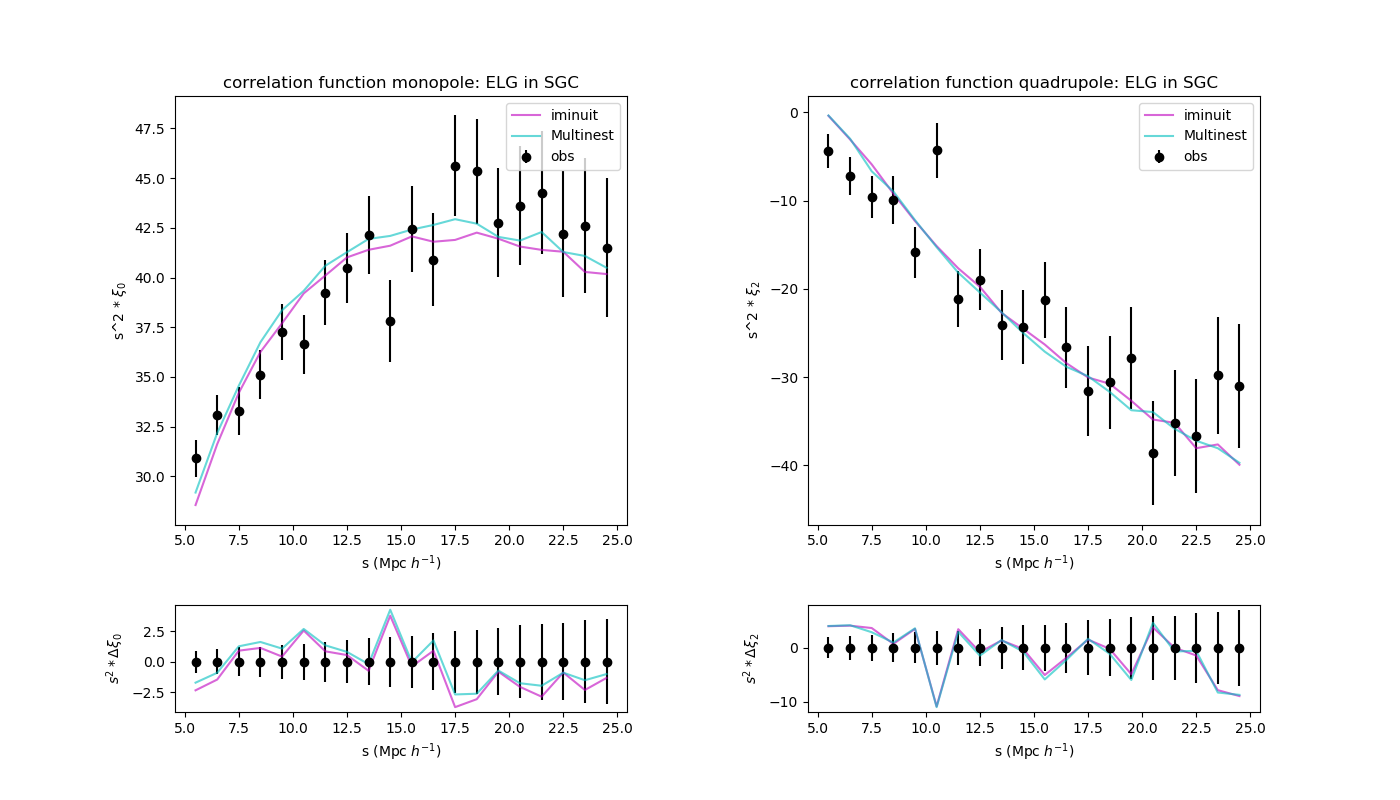 correlation function monopole: ELG in SGC
iminuit
Multinest
obs
s^2 * ξ₀
47.5
45.0
42.5
40.0
37.5
35.0
32.5
30.0
5.0 7.5 10.0 12.5 15.0 17.5 20.0 22.5 25.0
s (Mpc h⁻¹)
s² * Δξ₀
2.5
0.0
−2.5
5.0 7.5 10.0 12.5 15.0 17.5 20.0 22.5 25.0
s (Mpc h⁻¹)
correlation function quadrupole: ELG in SGC
iminuit
Multinest
obs
s^2 * ξ₂
0
−10
−20
−30
−40
5.0 7.5 10.0 12.5 15.0 17.5 20.0 22.5 25.0
s (Mpc h⁻¹)
s² * Δξ₂
0
−10
5.0 7.5 10.0 12.5 15.0 17.5 20.0 22.5 25.0
s (Mpc h⁻¹)